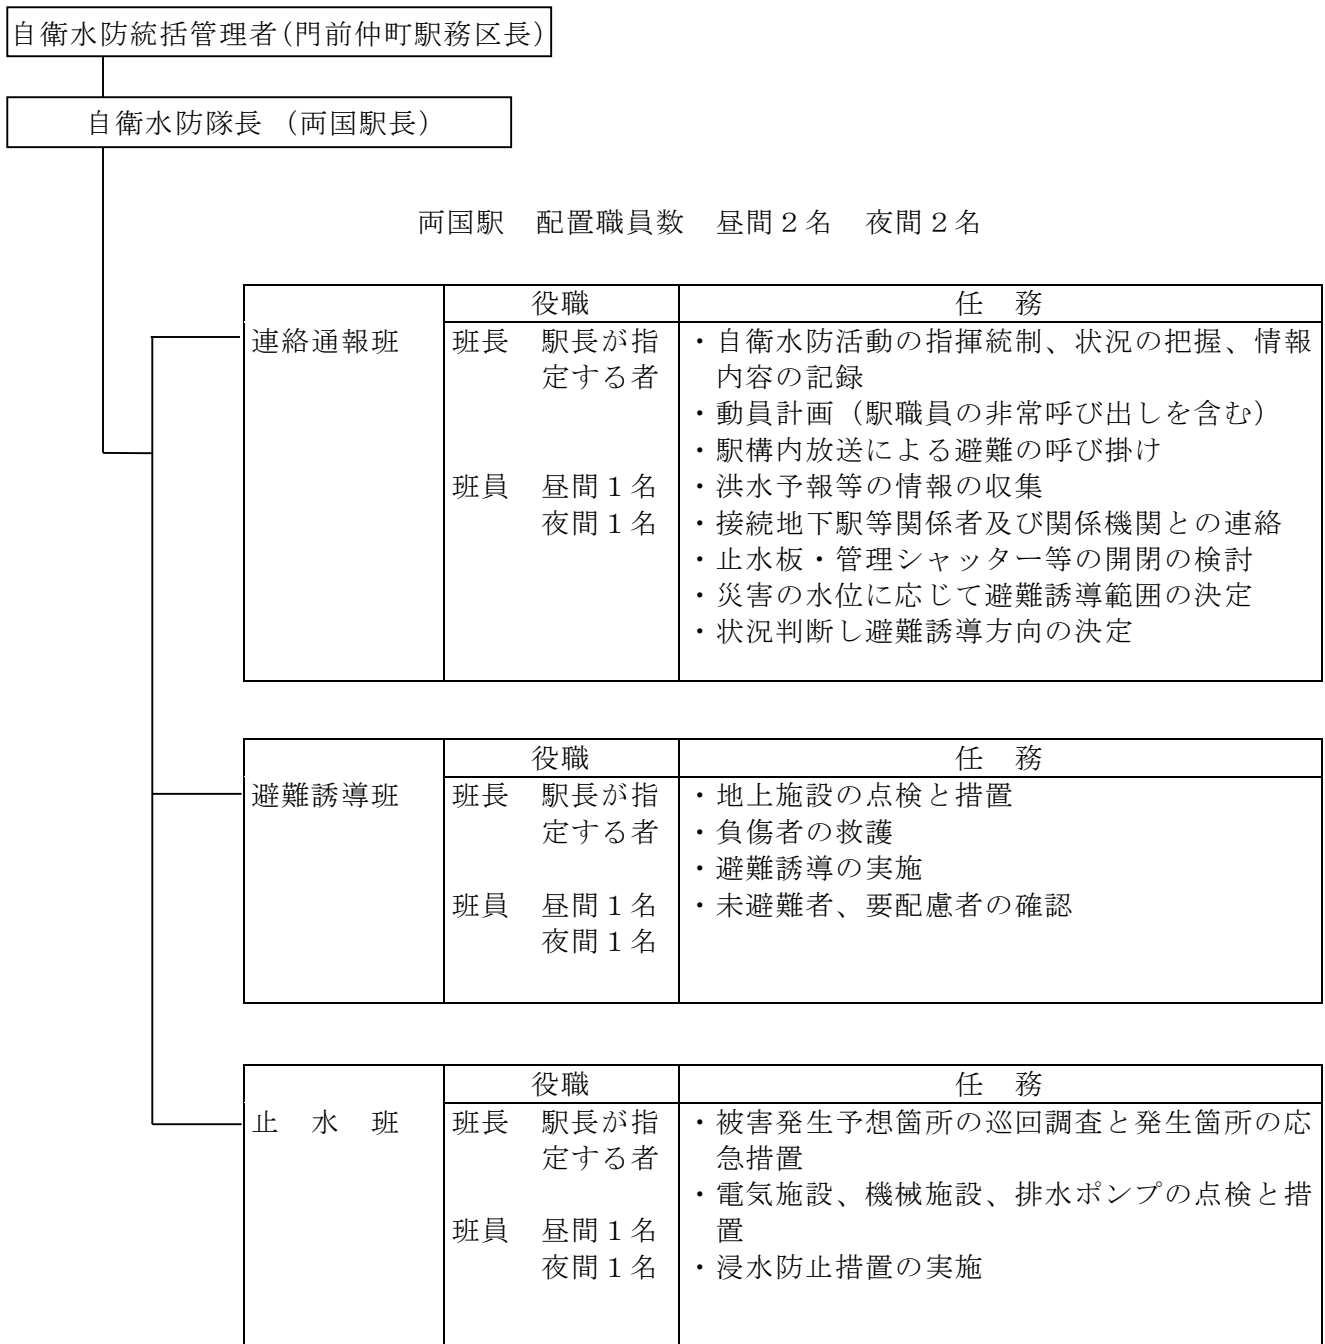 自衛水防統括管理者(門前仲町駅務区長)
自衛水防隊長 (両国駅長)
両国駅 配置職員数 昼間2名 夜間2名
役職 任 務
連絡通報班 班長 駅長が指 ・自衛水防活動の指揮統制、状況の把握、情報
定する者 内容の記録
・動員計画(駅職員の非常呼び出しを含む)
・駅構内放送による避難の呼び掛け
班員 昼間1名 ・洪水予報等の情報の収集
夜間1名 ・接続地下駅等関係者及び関係機関との連絡
・止水板・管理シャッター等の開閉の検討
・災害の水位に応じて避難誘導範囲の決定
・状況判断し避難誘導方向の決定
役職 任 務
避難誘導班 班長 駅長が指 ・地上施設の点検と措置
定する者 ・負傷者の救護
・避難誘導の実施
班員 昼間1名 ・未避難者、要配慮者の確認
夜間1名
役職 任 務
止 水 班 班長 駅長が指 ・被害発生予想箇所の巡回調査と発生箇所の応
定する者 急措置
・電気施設、機械施設、排水ポンプの点検と措
班員 昼間1名 置
夜間1名 ・浸水防止措置の実施